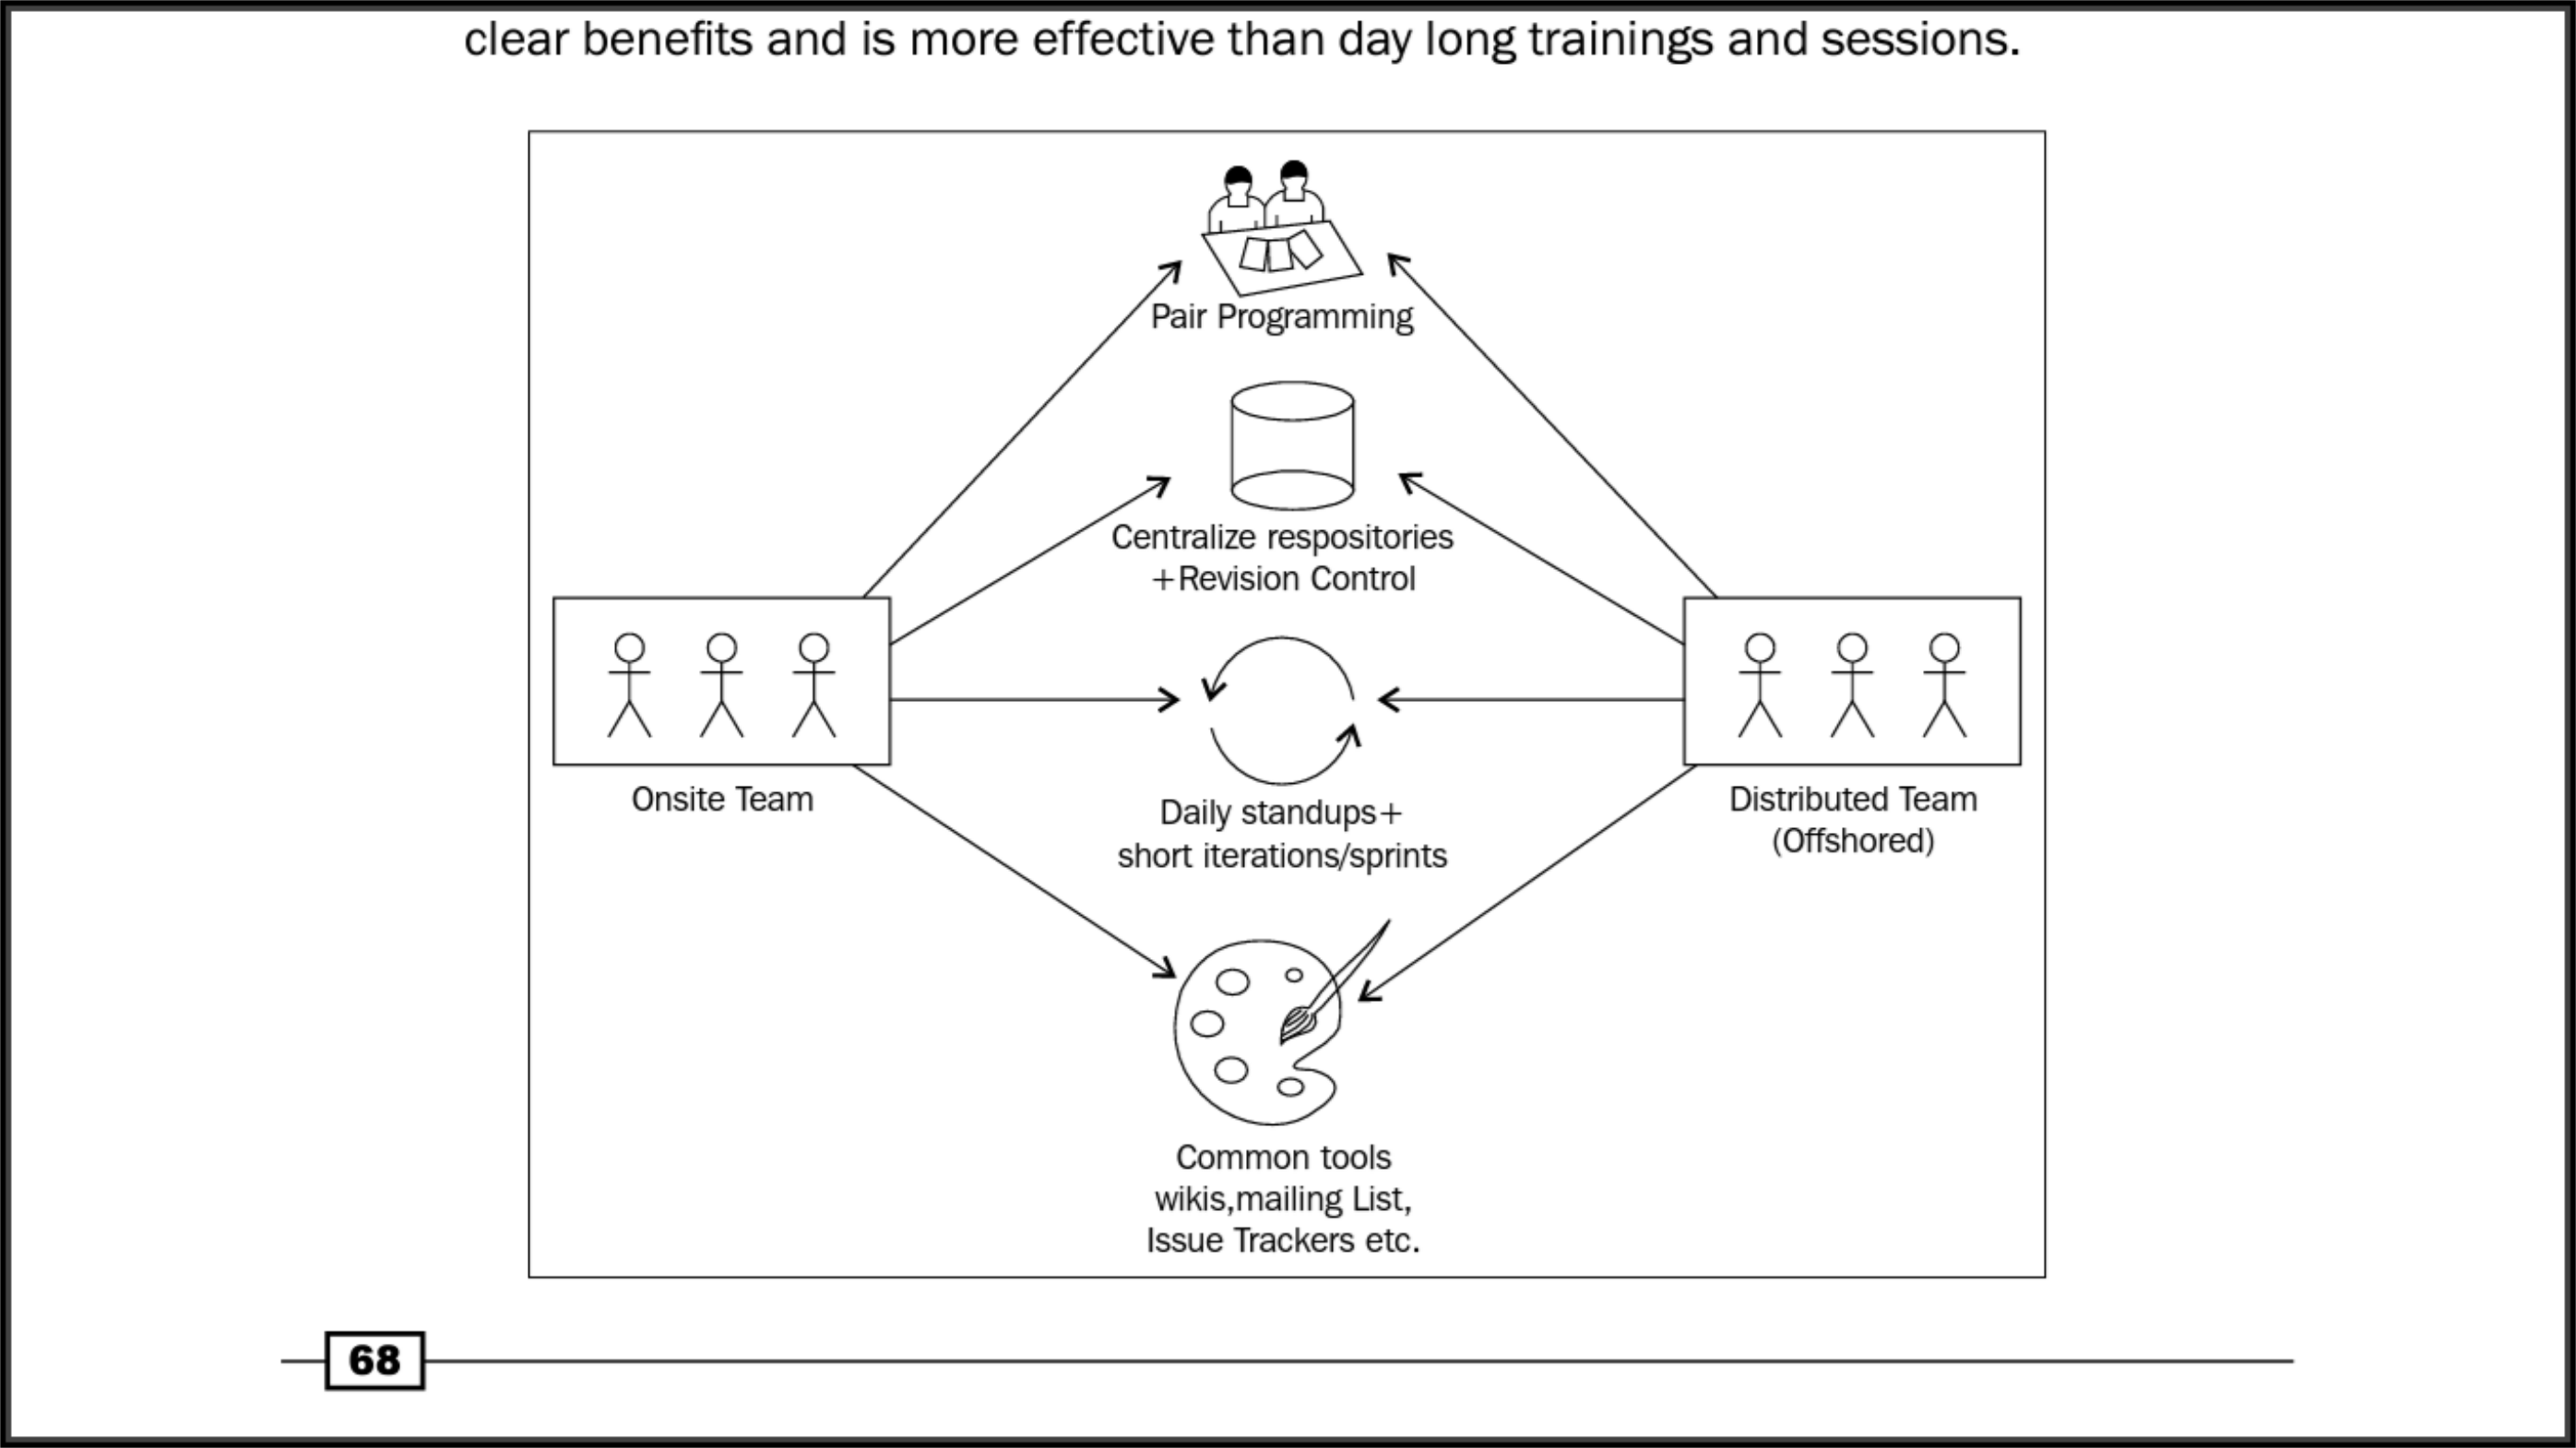 clear benefits and is more effective than day long trainings and sessions.
Pair Programming
Centralize respositories
+Revision Control
Onsite Team
Daily standups+
short iterations/sprints
Distributed Team
(Offshored)
Common tools
wikis,mailing List,
Issue Trackers etc.
68